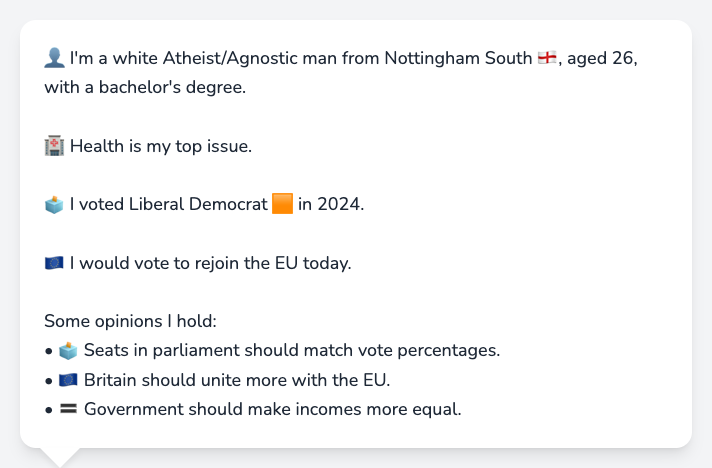 👤 I'm a white Atheist/Agnostic man from Nottingham South 🏴󠁧󠁢󠁥󠁮󠁧󠁿, aged 26,
with a bachelor's degree.
🏥 Health is my top issue.
🗳️ I voted Liberal Democrat 🟧 in 2024.
🇪🇺 I would vote to rejoin the EU today.
Some opinions I hold:
• 🗳️ Seats in parliament should match vote percentages.
• 🇪🇺 Britain should unite more with the EU.
• 🟰 Government should make incomes more equal.